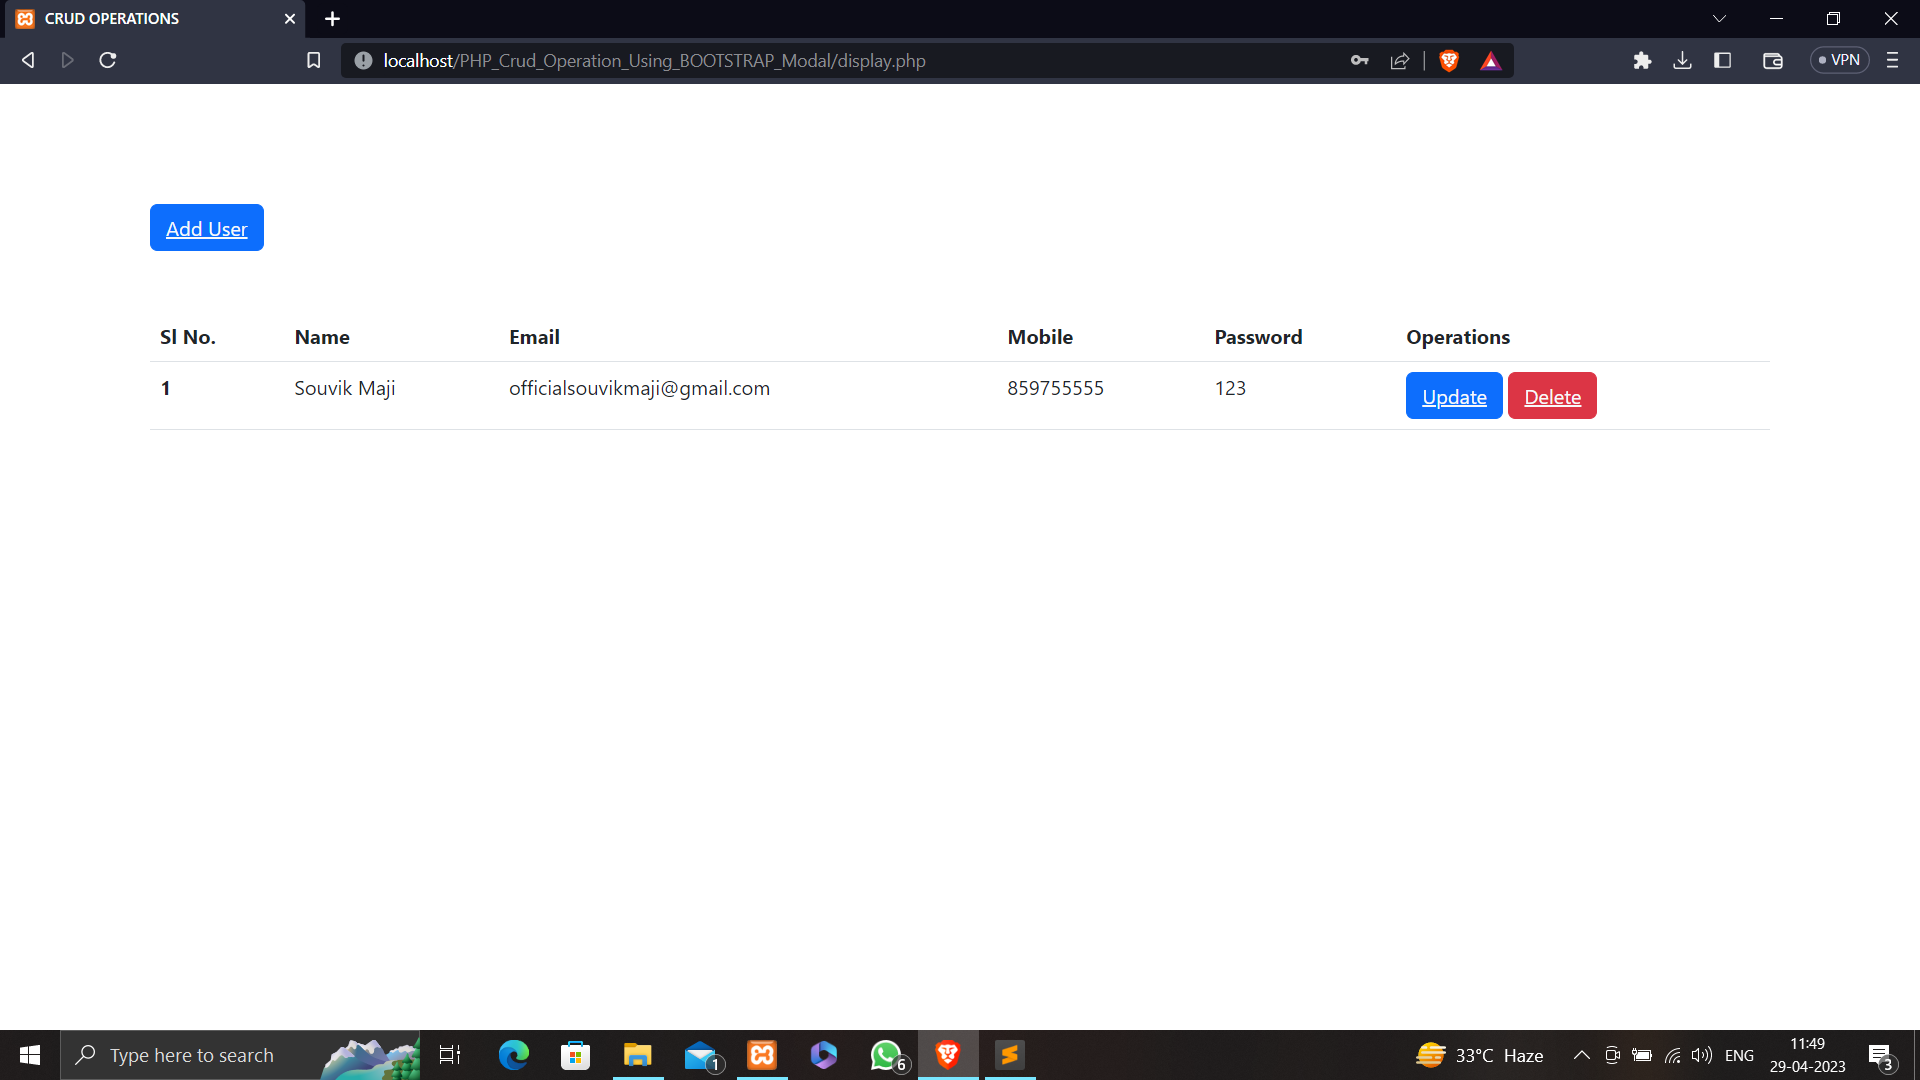 CRUD OPERATIONS
localhost/PHP_Crud_Operation_Using_BOOTSTRAP_Modal/display.php
VPN
Add User
Sl No. Name Email Mobile Password Operations
1 Souvik Maji officialsouvikmaji@gmail.com 859755555 123 Update Delete
Type here to search
1
6
33°C Haze
ENG
11:49
29-04-2023
3